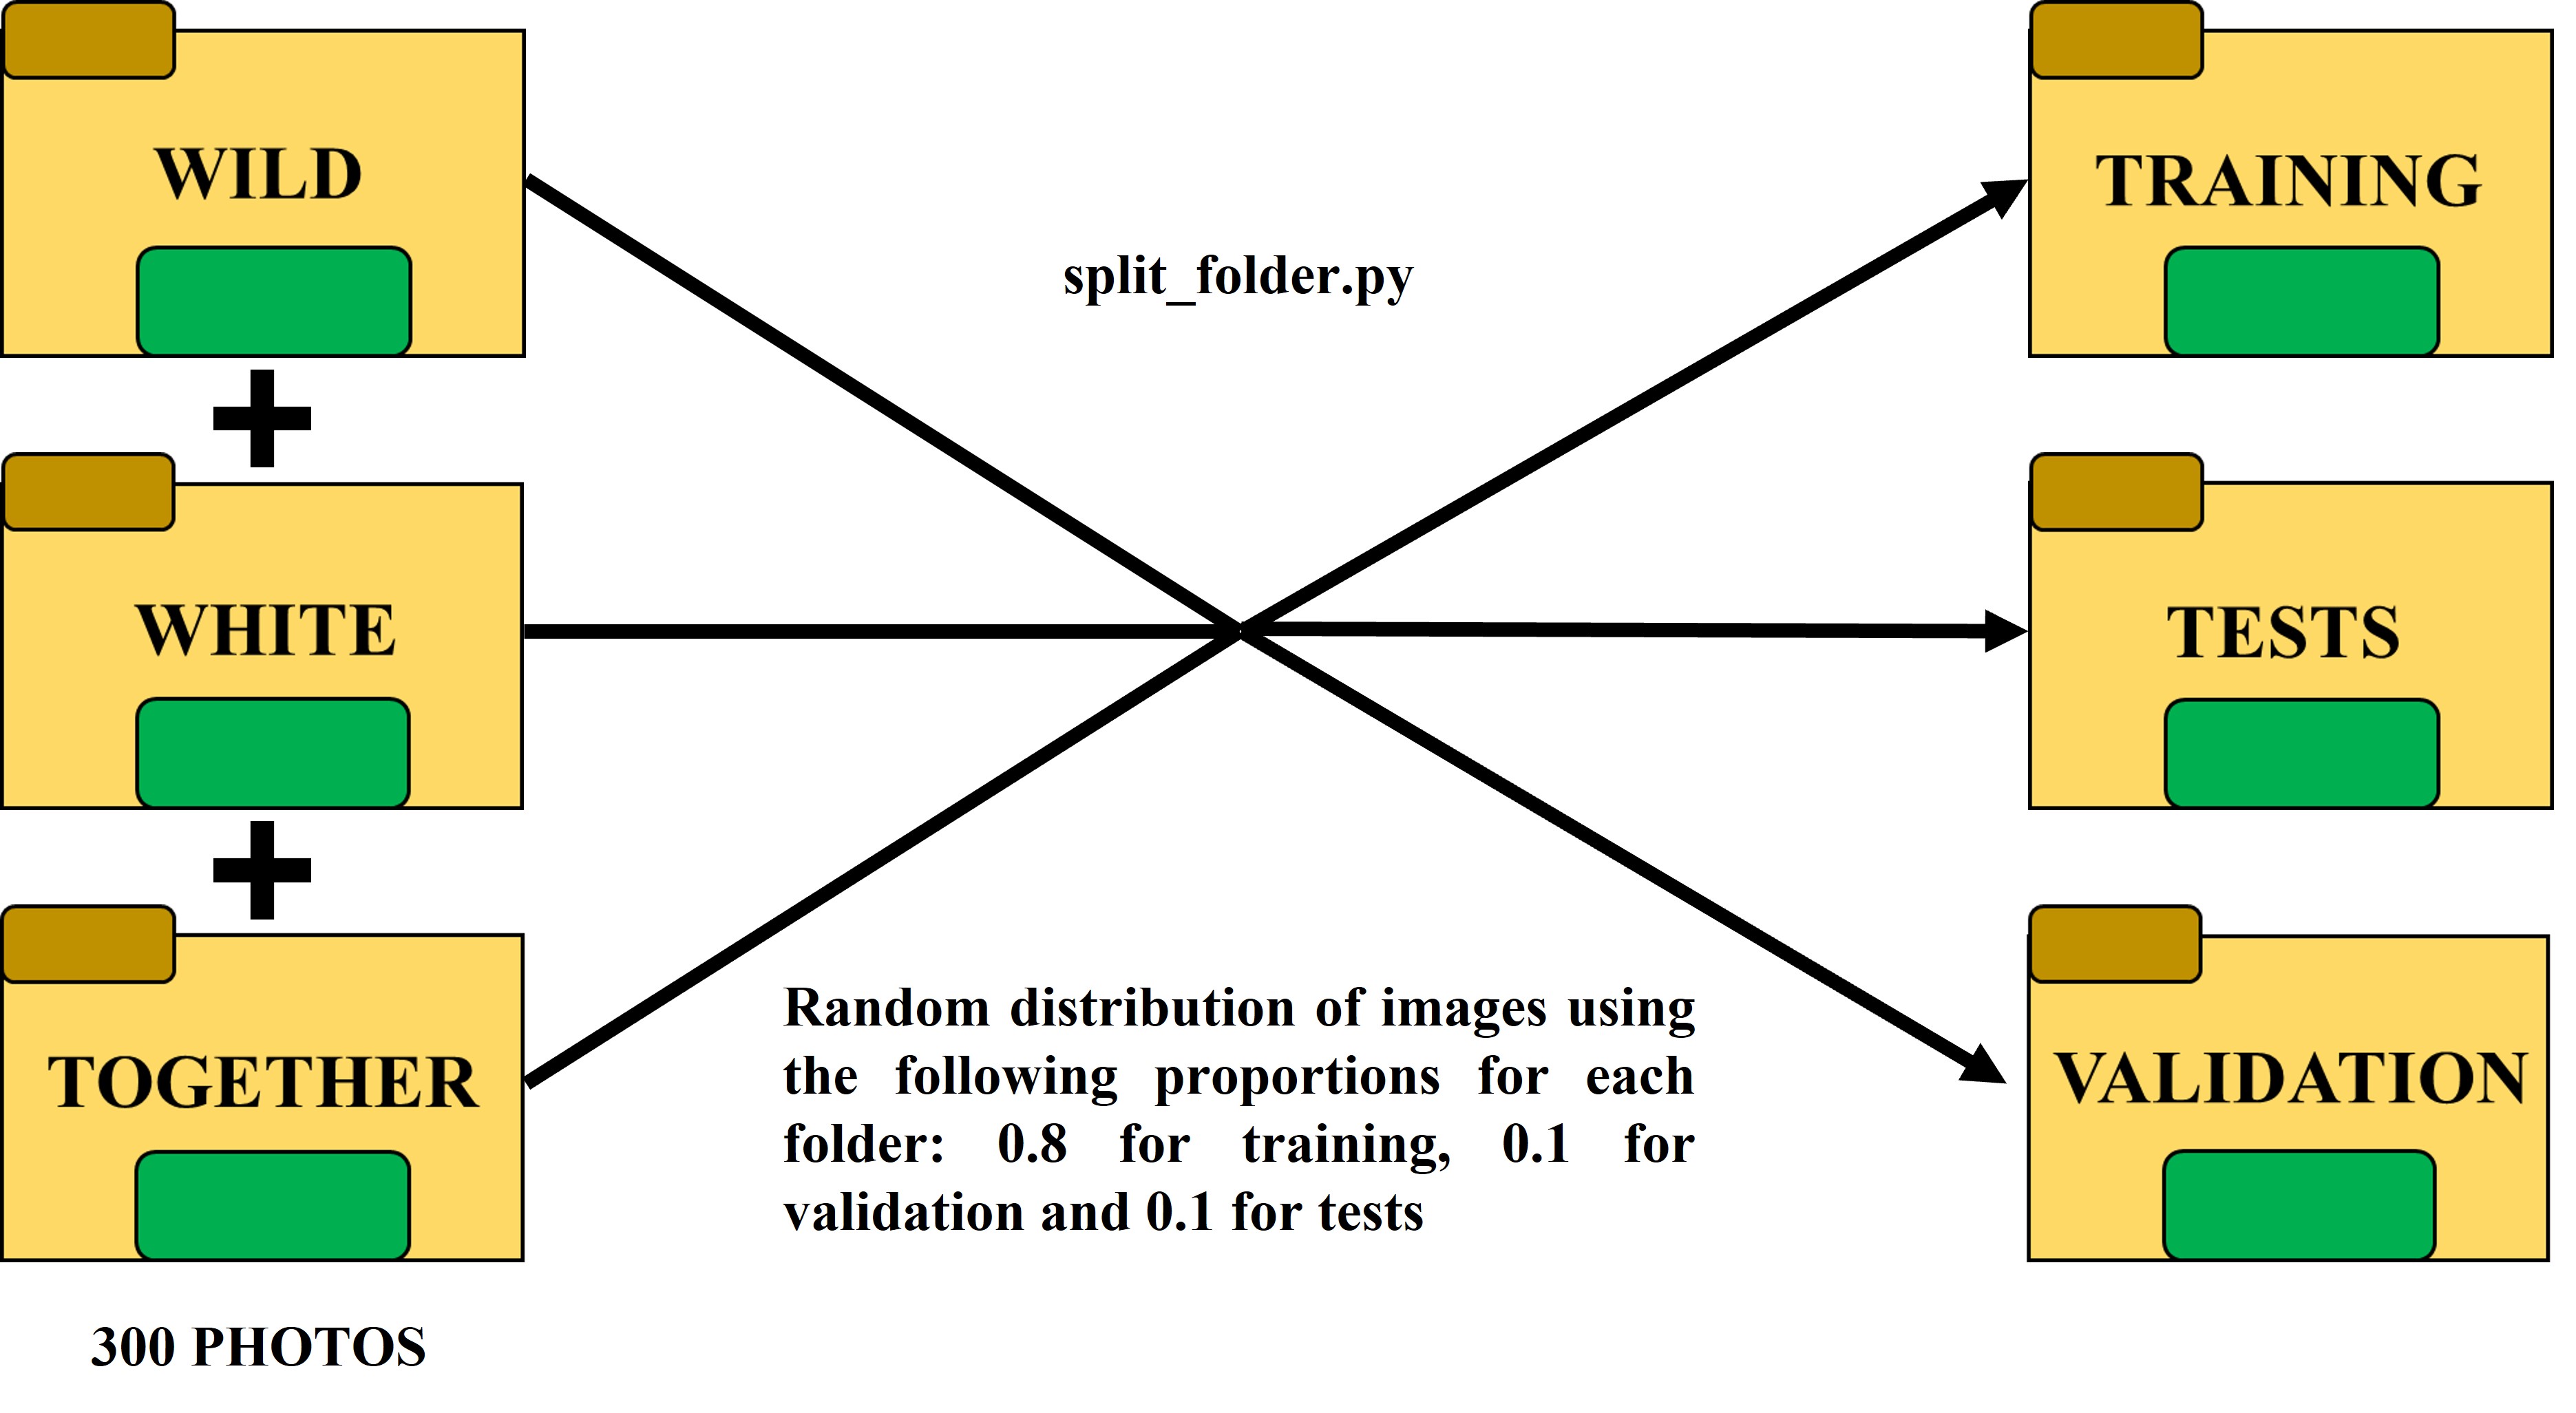 WILD
TRAINING
split_folder.py
WHITE
TESTS
TOGETHER
VALIDATION
Random distribution of images using
the following proportions for each
folder: 0.8 for training, 0.1 for
validation and 0.1 for tests
300 PHOTOS